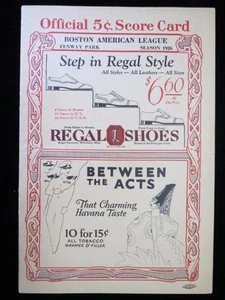 Official 5¢ Score Card
BOSTON AMERICAN LEAGUE
FENWAY PARK SEASON 1926
Step in Regal Style
All Styles - All Leathers - All Sizes
$6.60
REGAL SHOES
BETWEEN
THE ACTS
That Charming
Havana Taste
10 for 15¢
ALL TOBACCO
WRAPPER & FILLER